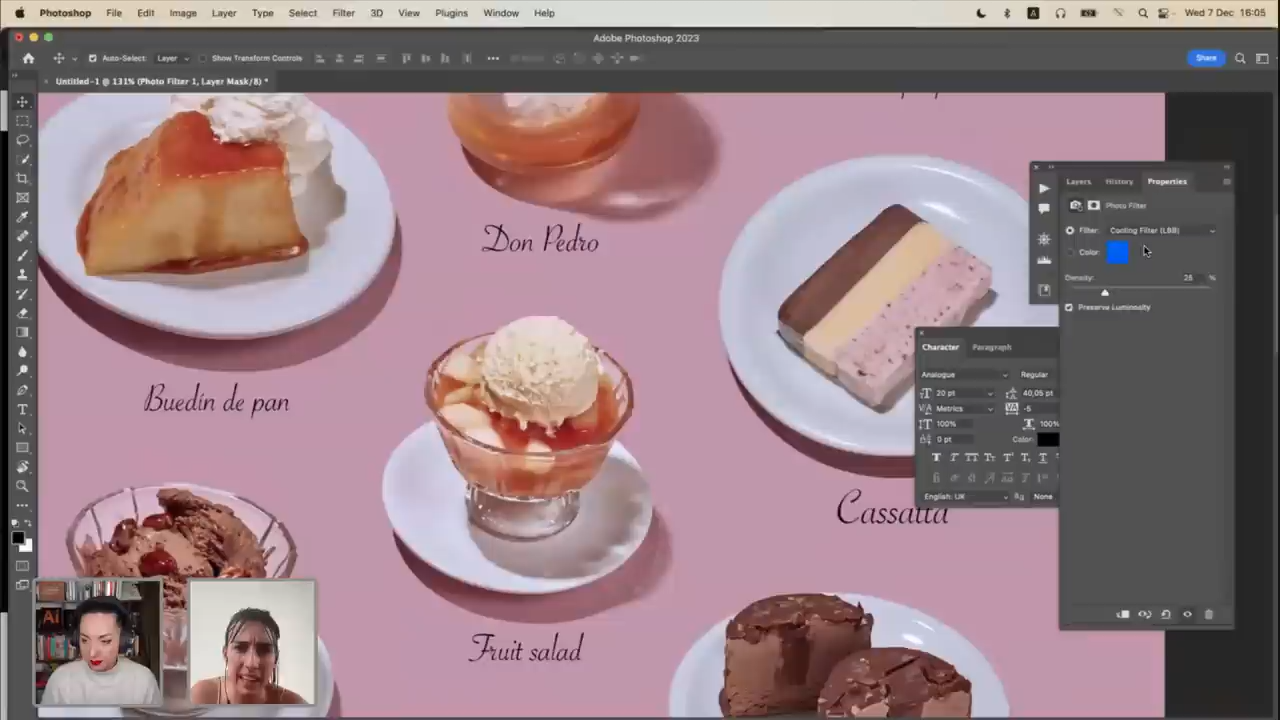 Photoshop File Edit Image Layer Type Select Filter 3D View Plugins Window Help
A
Wed 7 Dec 16:05
Adobe Photoshop 2023
Auto-Select: Layer Show Transform Controls
Share
Untitled-1 @ 131% (Photo Filter 1, Layer Mask/8) *
Layers History Properties
Photo Filter
Filter: Cooling Filter (LBB)
Color:
Density: 25 %
Preserve Luminosity
Don Pedro
Character Paragraph
Analogue Regular
20 pt 40,05 pt
Metrics -5
100% 100%
0 pt Color:
English: UK None
Buedín de pan
Cassatta
Fruit salad
Ai